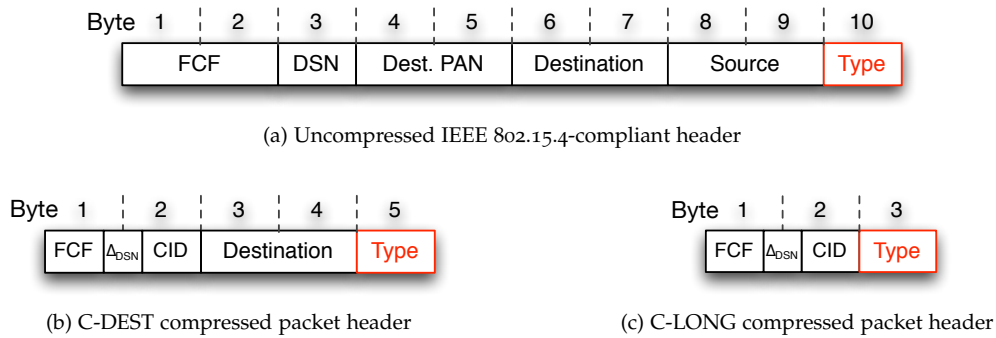 Byte 1 2 3 4 5 6 7 8 9 10
FCF DSN Dest. PAN Destination Source Type
(a) Uncompressed IEEE 802.15.4-compliant header
Byte 1 2 3 4 5
FCF ΔDSN CID Destination Type
(b) C-DEST compressed packet header
Byte 1 2 3
FCF ΔDSN CID Type
(c) C-LONG compressed packet header